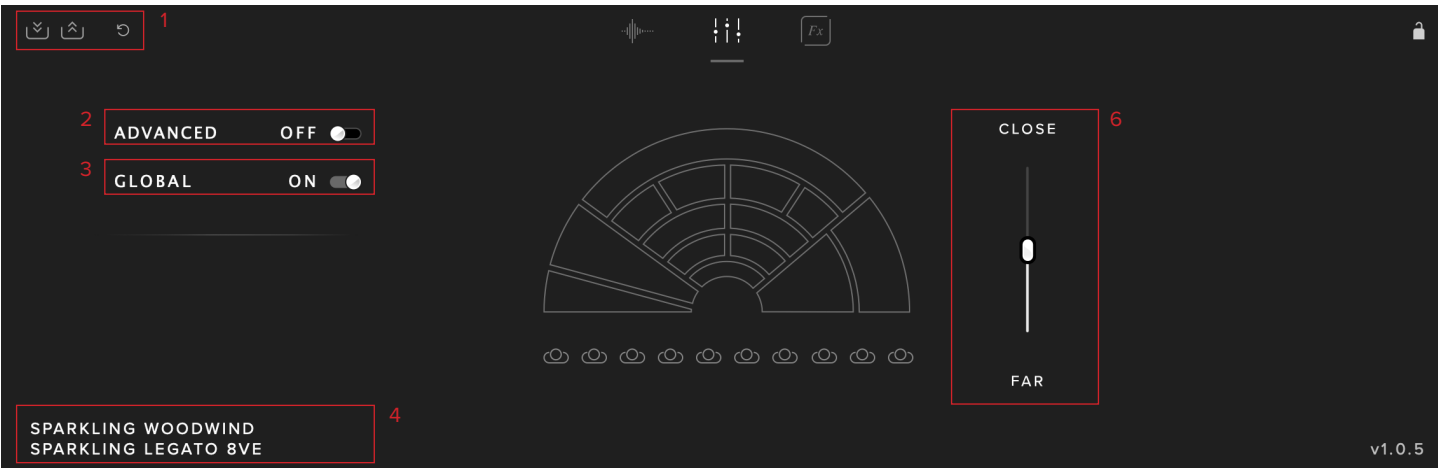 1
Fx
2
ADVANCED OFF
3
GLOBAL ON
CLOSE
6
FAR
4
SPARKLING WOODWIND
SPARKLING LEGATO 8VE
v1.0.5